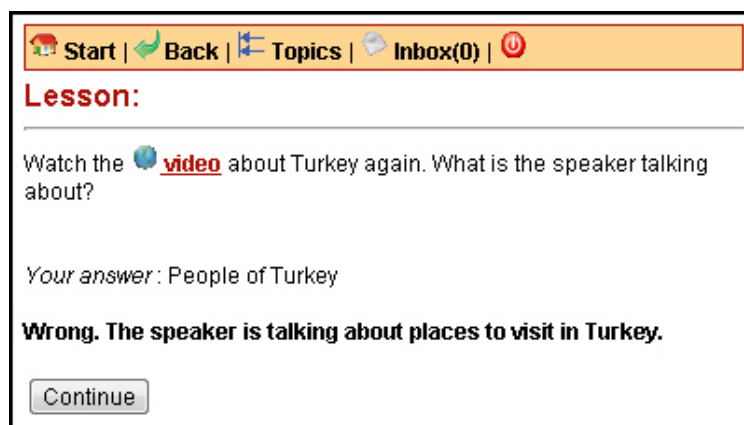 Start | Back | Topics | Inbox(0) |
Lesson:
Watch the video about Turkey again. What is the speaker talking
about?
Your answer: People of Turkey
Wrong. The speaker is talking about places to visit in Turkey.
Continue